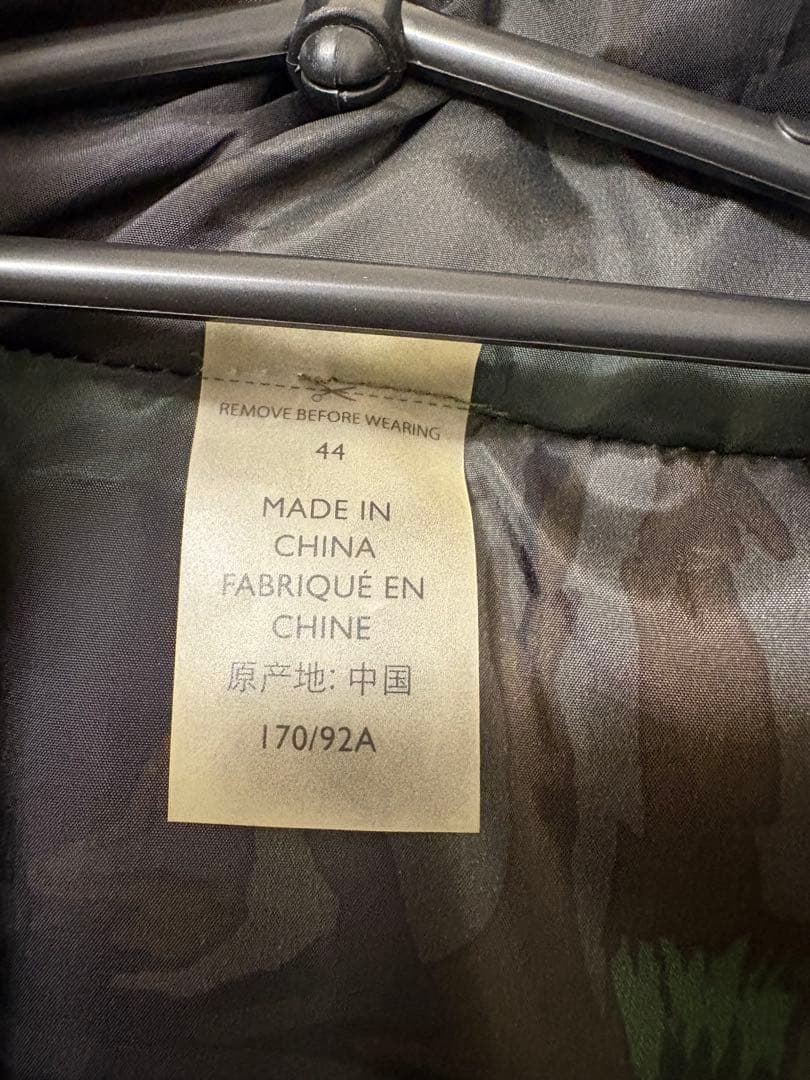 REMOVE BEFORE WEARING
44
MADE IN
CHINA
FABRIQUÉ EN
CHINE
原产地: 中国
170/92A